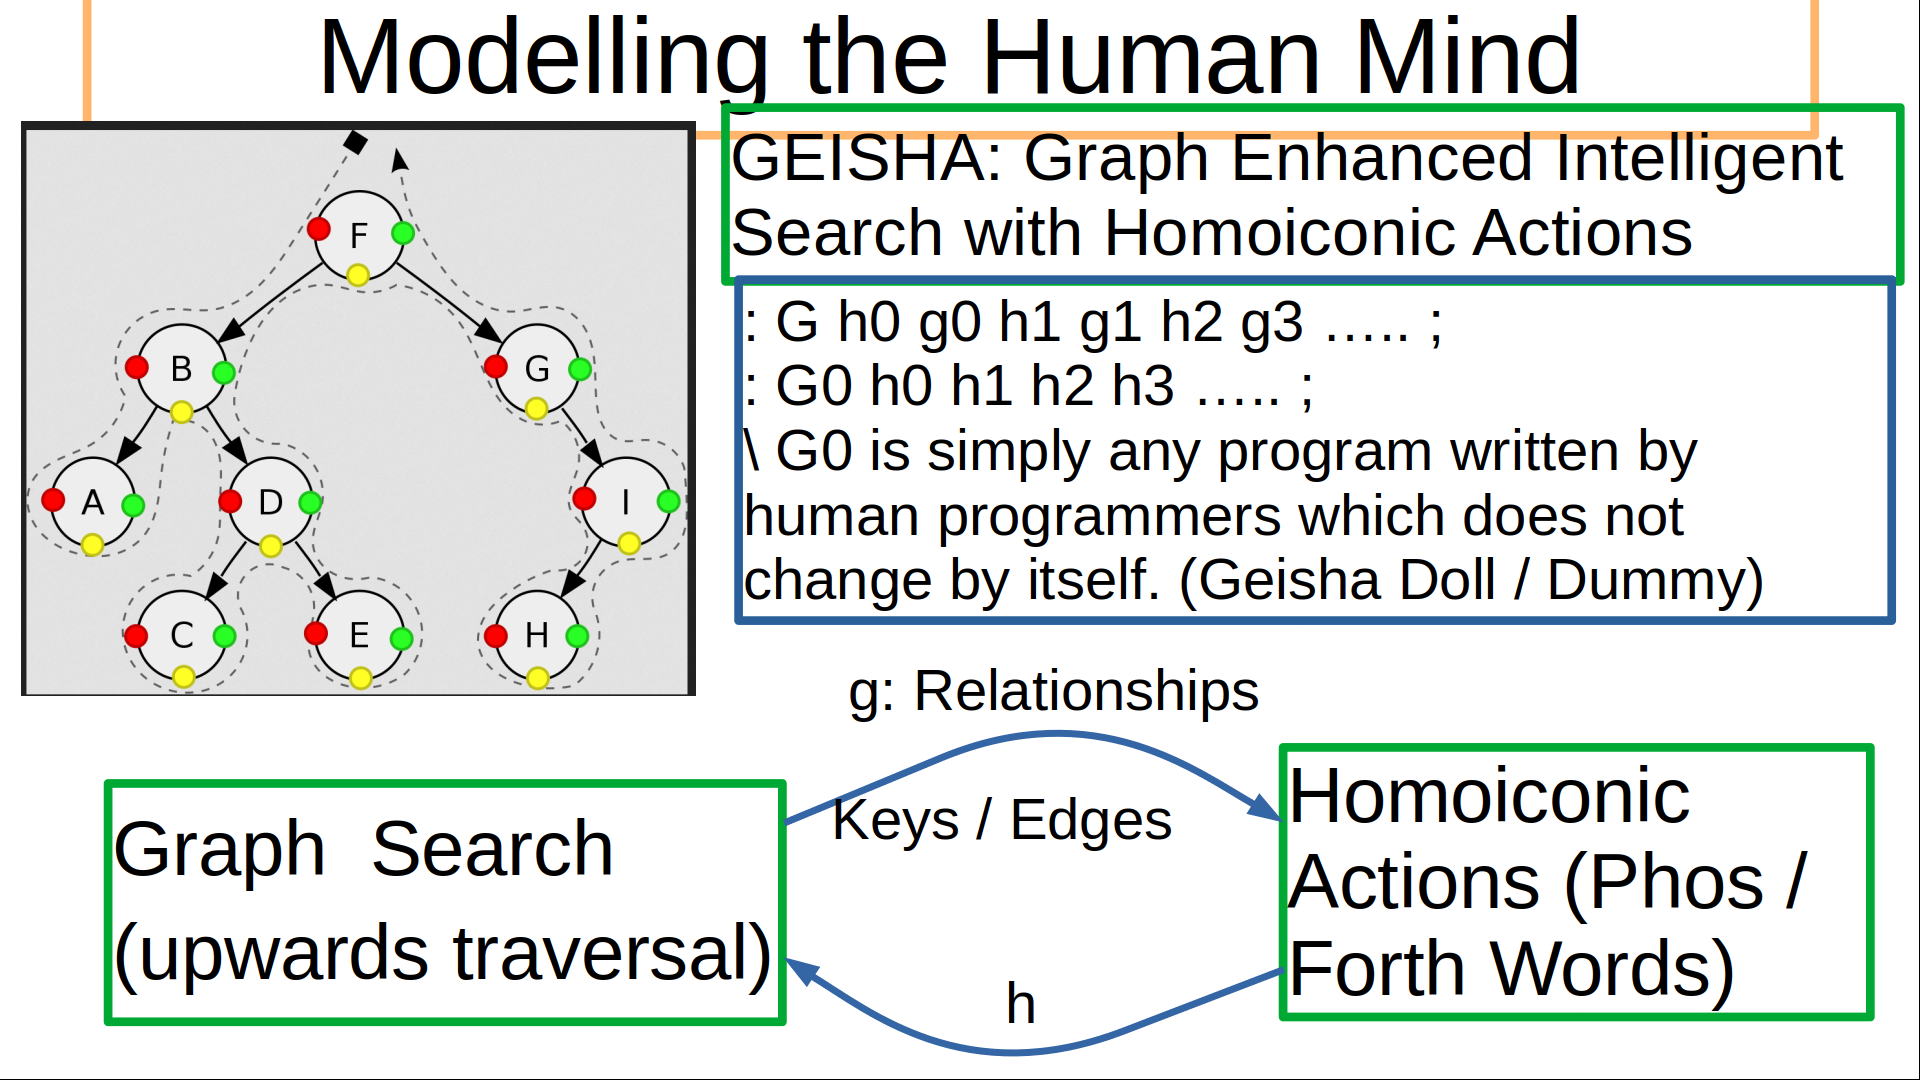 Modelling the Human Mind
GEISHA: Graph Enhanced Intelligent
Search with Homoiconic Actions
: G h0 g0 h1 g1 h2 g3 ….. ;
: G0 h0 h1 h2 h3 ….. ;
\ G0 is simply any program written by
human programmers which does not
change by itself. (Geisha Doll / Dummy)
F
B
G
A
D
I
C
E
H
g: Relationships
Keys / Edges
Graph  Search
(upwards traversal)
Homoiconic
Actions (Phos /
Forth Words)
h